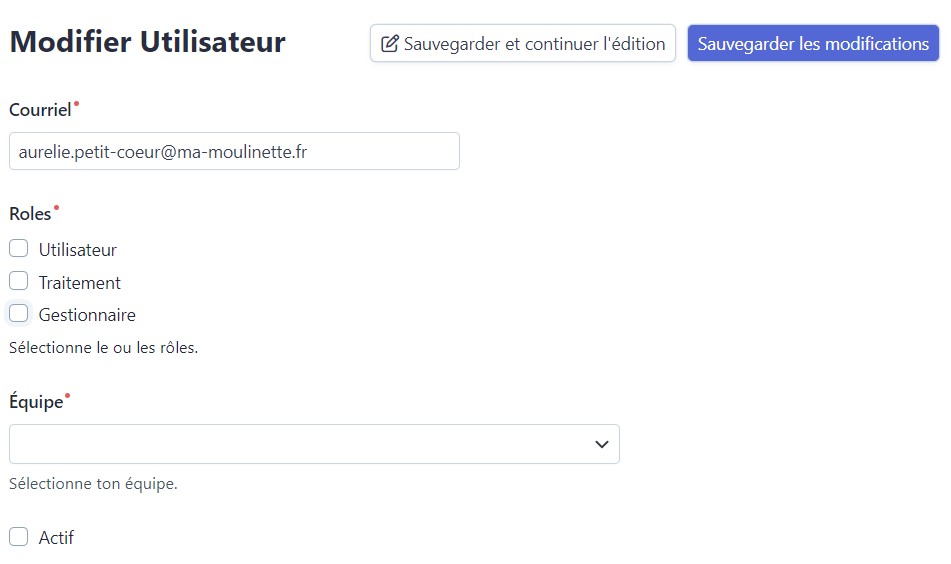 Modifier Utilisateur
Sauvegarder et continuer l'édition
Sauvegarder les modifications
Courriel*
aurelie.petit-coeur@ma-moulinette.fr
Roles*
Utilisateur
Traitement
Gestionnaire
Sélectionne le ou les rôles.
Équipe*
Sélectionne ton équipe.
Actif